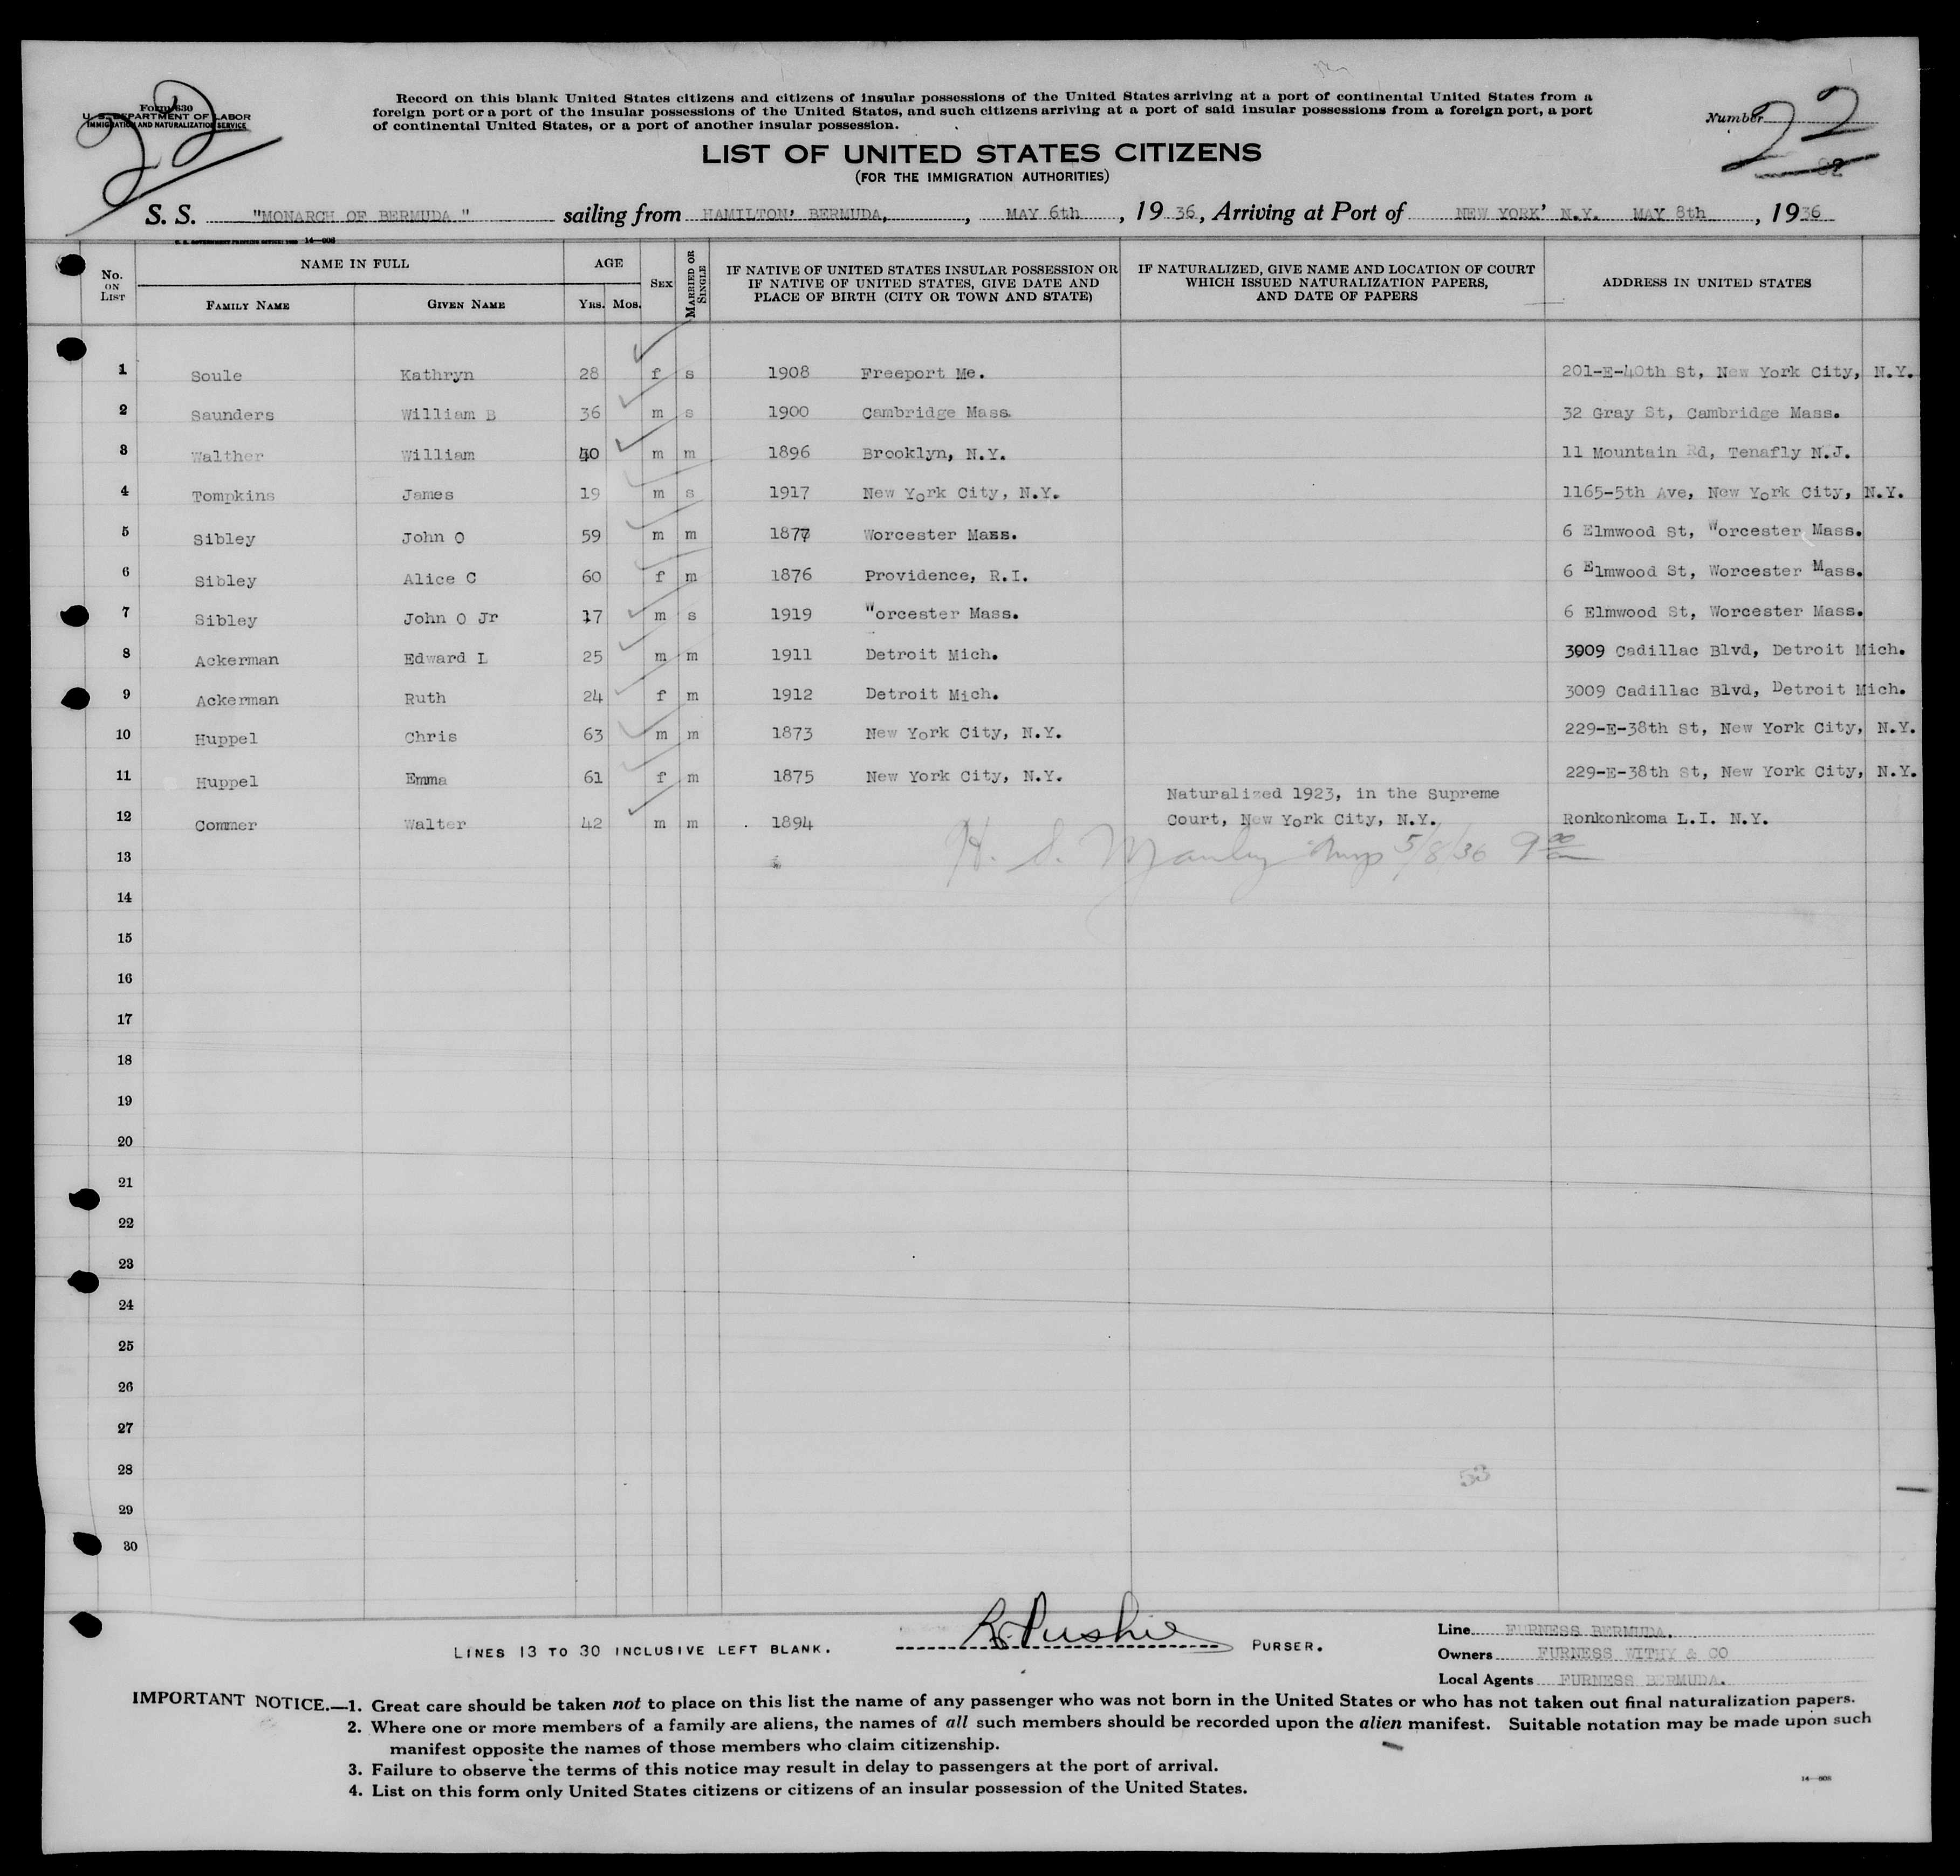 Form 630
U. S. DEPARTMENT OF LABOR
IMMIGRATION AND NATURALIZATION SERVICE
22
Record on this blank United States citizens and citizens of insular possessions of the United States arriving at a port of continental United States from a
foreign port or a port of the insular possessions of the United States, and such citizens arriving at a port of said insular possessions from a foreign port, a port
of continental United States, or a port of another insular possession.
Number 22
LIST OF UNITED STATES CITIZENS
(FOR THE IMMIGRATION AUTHORITIES)
S. S. "MONARCH OF BERMUDA " sailing from HAMILTON' BERMUDA, , MAY 6th , 19 36, Arriving at Port of NEW YORK' N.Y. MAY 8th , 1936
U. S. GOVERNMENT PRINTING OFFICE: 14—608
No. ON LIST
NAME IN FULL
FAMILY NAME
GIVEN NAME
AGE
YRS. MOS.
SEX
MARRIED OR SINGLE
IF NATIVE OF UNITED STATES INSULAR POSSESSION OR
IF NATIVE OF UNITED STATES, GIVE DATE AND
PLACE OF BIRTH (CITY OR TOWN AND STATE)
IF NATURALIZED, GIVE NAME AND LOCATION OF COURT
WHICH ISSUED NATURALIZATION PAPERS,
AND DATE OF PAPERS
ADDRESS IN UNITED STATES
1 Soule Kathryn 28 f s 1908 Freeport Me. 201-E-40th St, New York City, N.Y.
2 Saunders William B 36 m s 1900 Cambridge Mass 32 Gray St, Cambridge Mass.
3 Walther William 40 m m 1896 Brooklyn, N.Y. 11 Mountain Rd, Tenafly N.J.
4 Tompkins James 19 m s 1917 New York City, N.Y. 1165-5th Ave, New York City, N.Y.
5 Sibley John O 59 m m 1877 Worcester Mass. 6 Elmwood St, Worcester Mass.
6 Sibley Alice C 60 f m 1876 Providence, R.I. 6 Elmwood St, Worcester Mass.
7 Sibley John O Jr 17 m s 1919 Worcester Mass. 6 Elmwood St, Worcester Mass.
8 Ackerman Edward L 25 m m 1911 Detroit Mich. 3009 Cadillac Blvd, Detroit Mich.
9 Ackerman Ruth 24 f m 1912 Detroit Mich. 3009 Cadillac Blvd, Detroit Mich.
10 Huppel Chris 63 m m 1873 New York City, N.Y. 229-E-38th St, New York City, N.Y.
11 Huppel Emma 61 f m 1875 New York City, N.Y. 229-E-38th St, New York City, N.Y.
Naturalized 1923, in the Supreme
12 Commer Walter 42 m m 1894 Court, New York City, N.Y. Ronkonkoma L.I. N.Y.
13 H. S. Manley 5/8/36 9 00
14
15
16
17
18
19
20
21
22
23
24
25
26
27
28
53
29
30
LINES 13 TO 30 INCLUSIVE LEFT BLANK.
R. Pushie PURSER.
Line FURNESS BERMUDA.
Owners FURNESS WITHY & CO
Local Agents FURNESS BERMUDA.
IMPORTANT NOTICE.—1. Great care should be taken not to place on this list the name of any passenger who was not born in the United States or who has not taken out final naturalization papers.
2. Where one or more members of a family are aliens, the names of all such members should be recorded upon the alien manifest. Suitable notation may be made upon such
manifest opposite the names of those members who claim citizenship.
3. Failure to observe the terms of this notice may result in delay to passengers at the port of arrival.
4. List on this form only United States citizens or citizens of an insular possession of the United States.
14—608